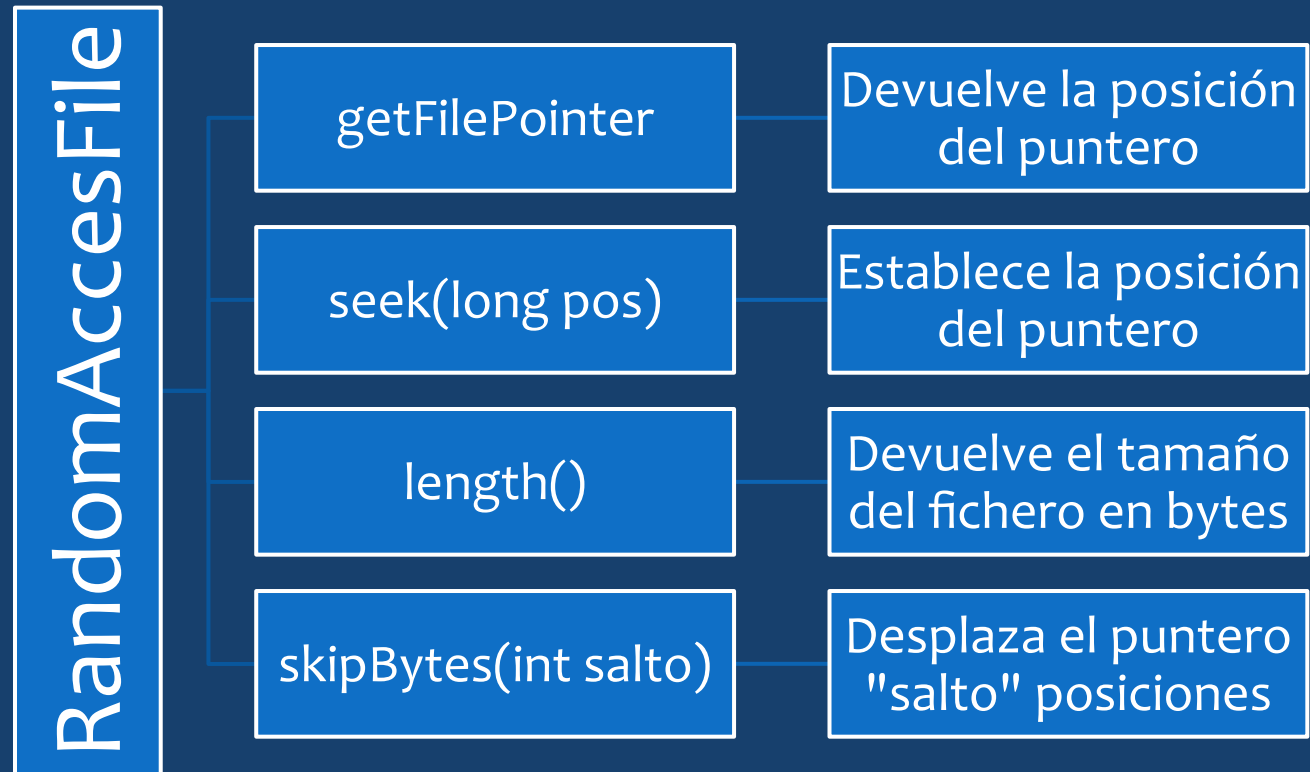 RandomAccesFile
getFilePointer
Devuelve la posición
del puntero
seek(long pos)
Establece la posición
del puntero
length()
Devuelve el tamaño
del fichero en bytes
skipBytes(int salto)
Desplaza el puntero
"salto" posiciones